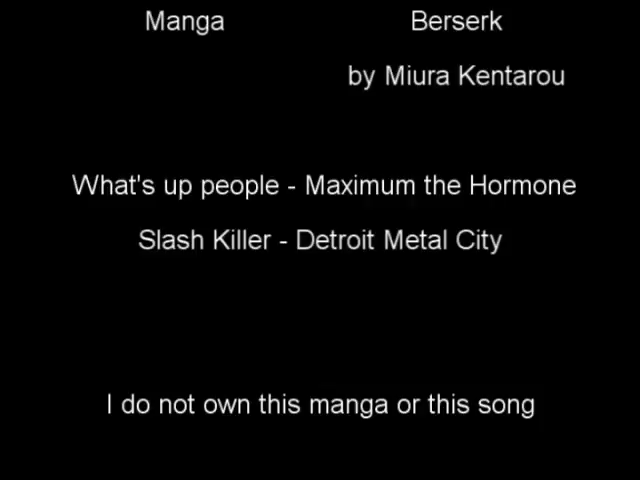 Manga Berserk
by Miura Kentarou
What's up people - Maximum the Hormone
Slash Killer - Detroit Metal City
I do not own this manga or this song